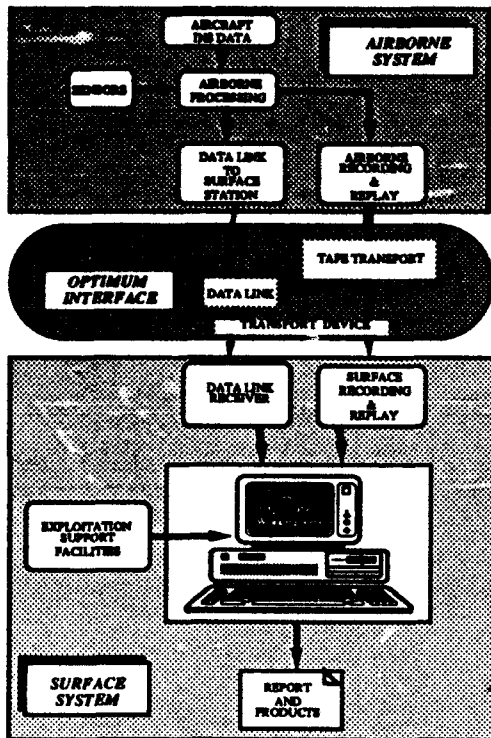 AIRCRAFT
INS DATA
AIRBORNE
SYSTEM
SENSORS
AIRBORNE
PROCESSING
DATA LINK
TO
SURFACE
STATION
AIRBORNE
RECORDING
&
REPLAY
TAPE TRANSPORT
OPTIMUM
INTERFACE
DATA LINK
TRANSPORT DEVICE
DATA LINK
RECEIVER
SURFACE
RECORDING
&
REPLAY
EXPLOITATION
SUPPORT
FACILITIES
SURFACE
SYSTEM
REPORT
AND
PRODUCTS